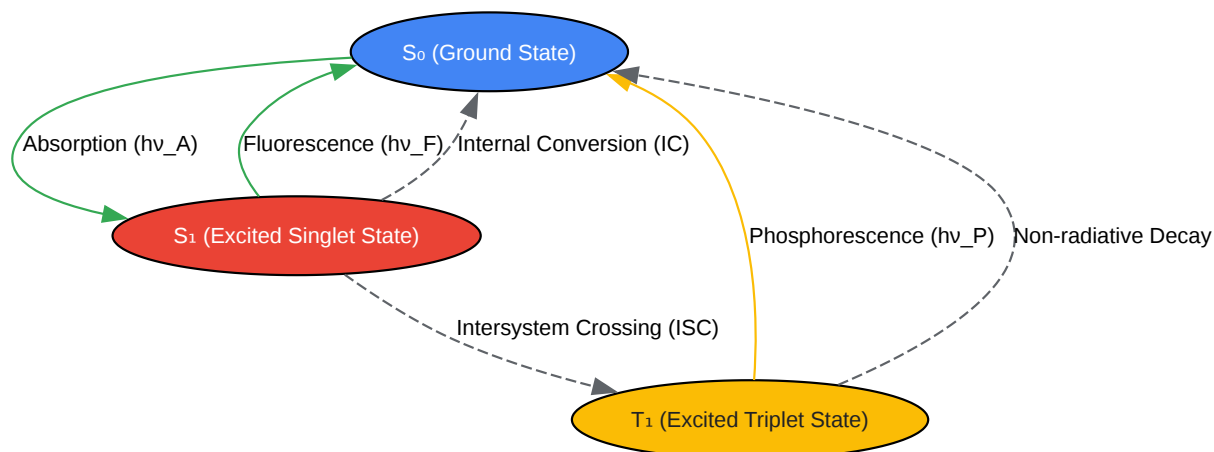 S₀ (Ground State)
Absorption (hν_A)
Fluorescence (hν_F)
Internal Conversion (IC)
S₁ (Excited Singlet State)
Phosphorescence (hν_P)
Non-radiative Decay
Intersystem Crossing (ISC)
T₁ (Excited Triplet State)